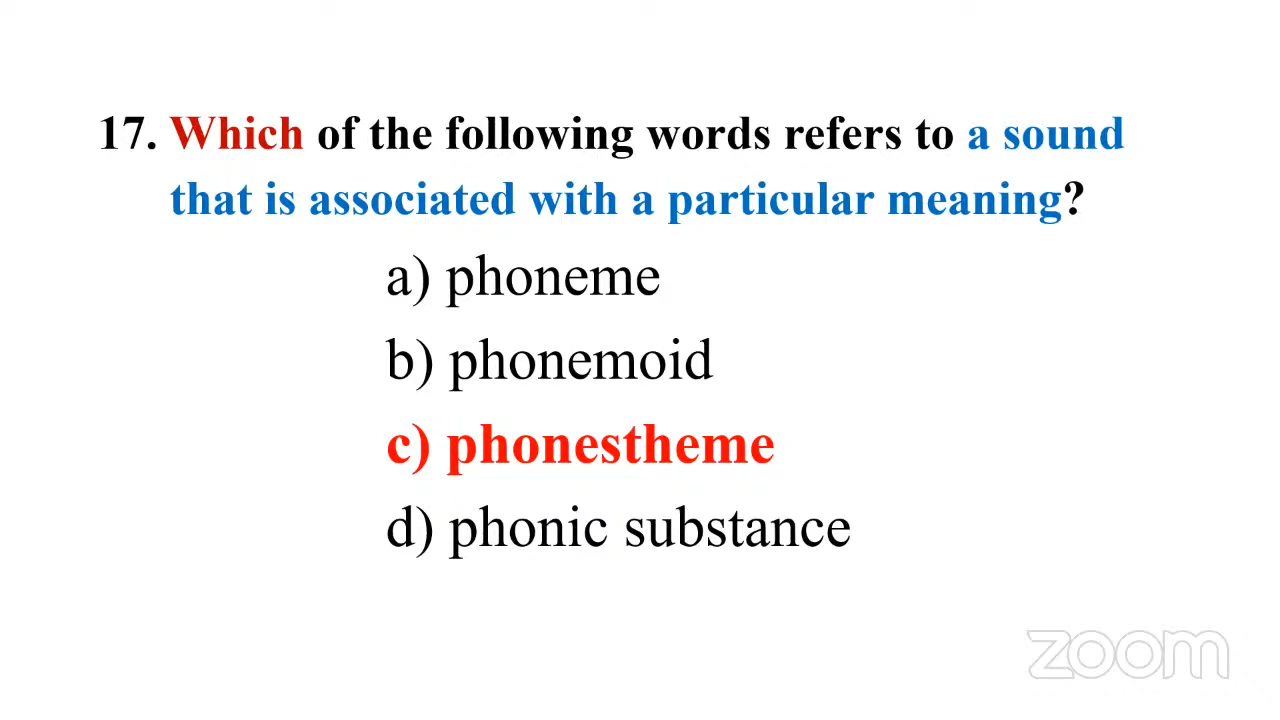 17. Which of the following words refers to a sound
that is associated with a particular meaning?
a) phoneme
b) phonemoid
c) phonestheme
d) phonic substance
zoom